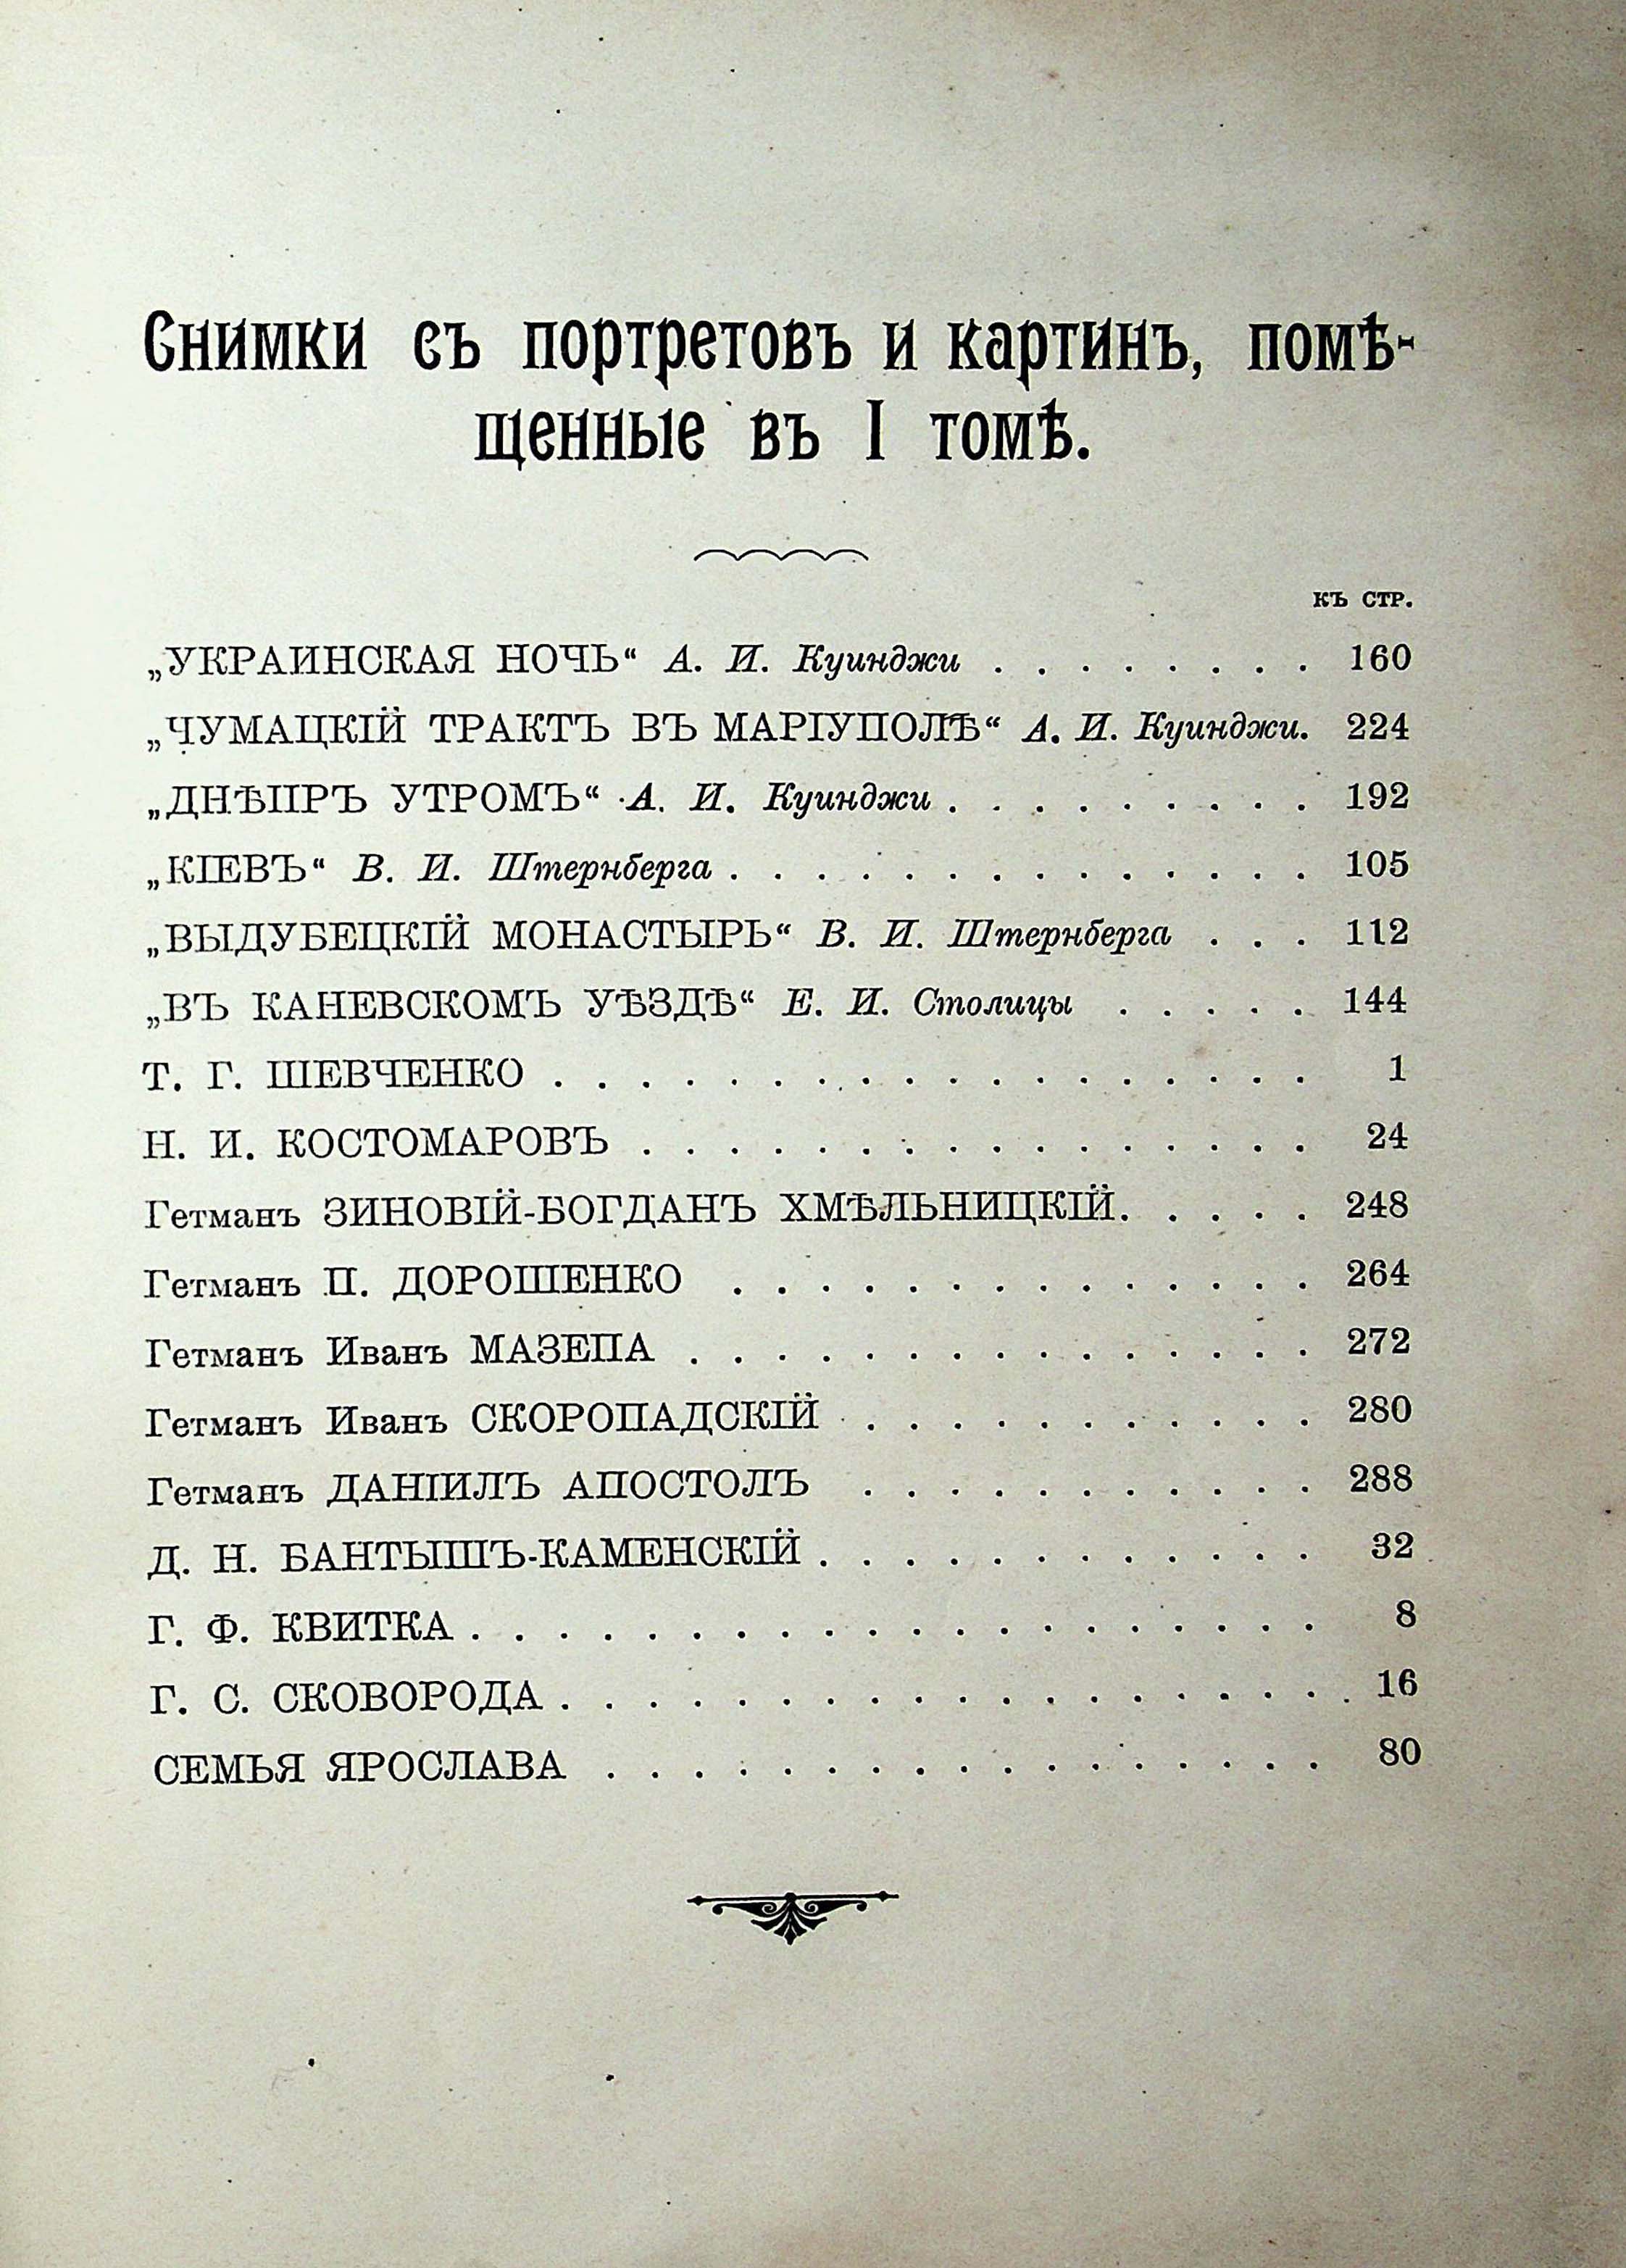 Снимки съ портретовъ и картинъ, помѣ-
щенные въ I томѣ.
къ стр.
„УКРАИНСКАЯ НОЧЬ“ А. И. Куинджи . . . . . . . . 160
„ЧУМАЦКІЙ ТРАКТЪ ВЪ МАРІУПОЛѢ“ А. И. Куинджи. 224
„ДНѢПРЪ УТРОМЪ“ А. И. Куинджи . . . . . . . . . 192
„КІЕВЪ“ В. И. Штернберга . . . . . . . . . . . . . . 105
„ВЫДУБЕЦКІЙ МОНАСТЫРЬ“ В. И. Штернберга . . . 112
„ВЪ КАНЕВСКОМЪ УѢЗДѢ“ Е. И. Столицы . . . . . 144
Т. Г. ШЕВЧЕНКО . . . . . . . . . . . . . . . . . . 1
Н. И. КОСТОМАРОВЪ . . . . . . . . . . . . . . . . 24
Гетманъ ЗИНОВІЙ-БОГДАНЪ ХМѢЛЬНИЦКІЙ. . . . . 248
Гетманъ П. ДОРОШЕНКО . . . . . . . . . . . . . . 264
Гетманъ Иванъ МАЗЕПА . . . . . . . . . . . . . . . 272
Гетманъ Иванъ СКОРОПАДСКІЙ . . . . . . . . . . . 280
Гетманъ ДАНІИЛЪ АПОСТОЛЪ . . . . . . . . . . . 288
Д. Н. БАНТЫШЪ-КАМЕНСКІЙ . . . . . . . . . . . . 32
Г. Ф. КВИТКА . . . . . . . . . . . . . . . . . . . . 8
Г. С. СКОВОРОДА . . . . . . . . . . . . . . . . . . . 16
СЕМЬЯ ЯРОСЛАВА . . . . . . . . . . . . . . . . . 80